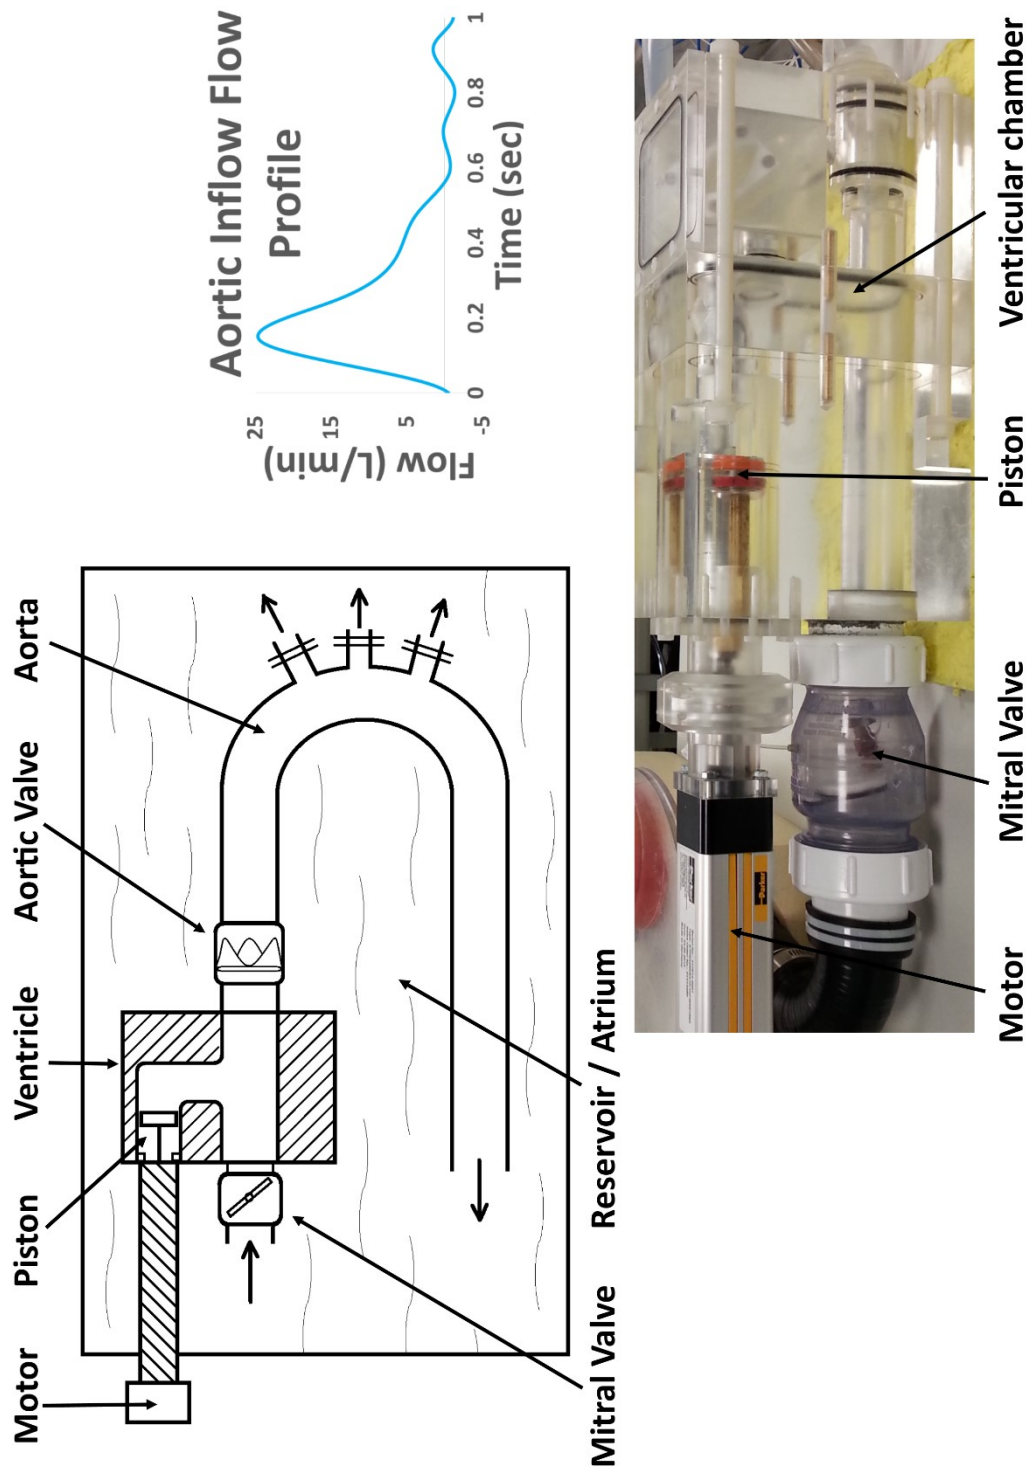 Motor
Piston
Ventricle
Aortic Valve
Aorta
Mitral Valve
Reservoir / Atrium
Aortic Inflow Flow
Profile
Flow (L/min)
25
15
5
-5
0 0.2 0.4 0.6 0.8 1
Time (sec)
Parker
Motor
Mitral Valve
Piston
Ventricular chamber